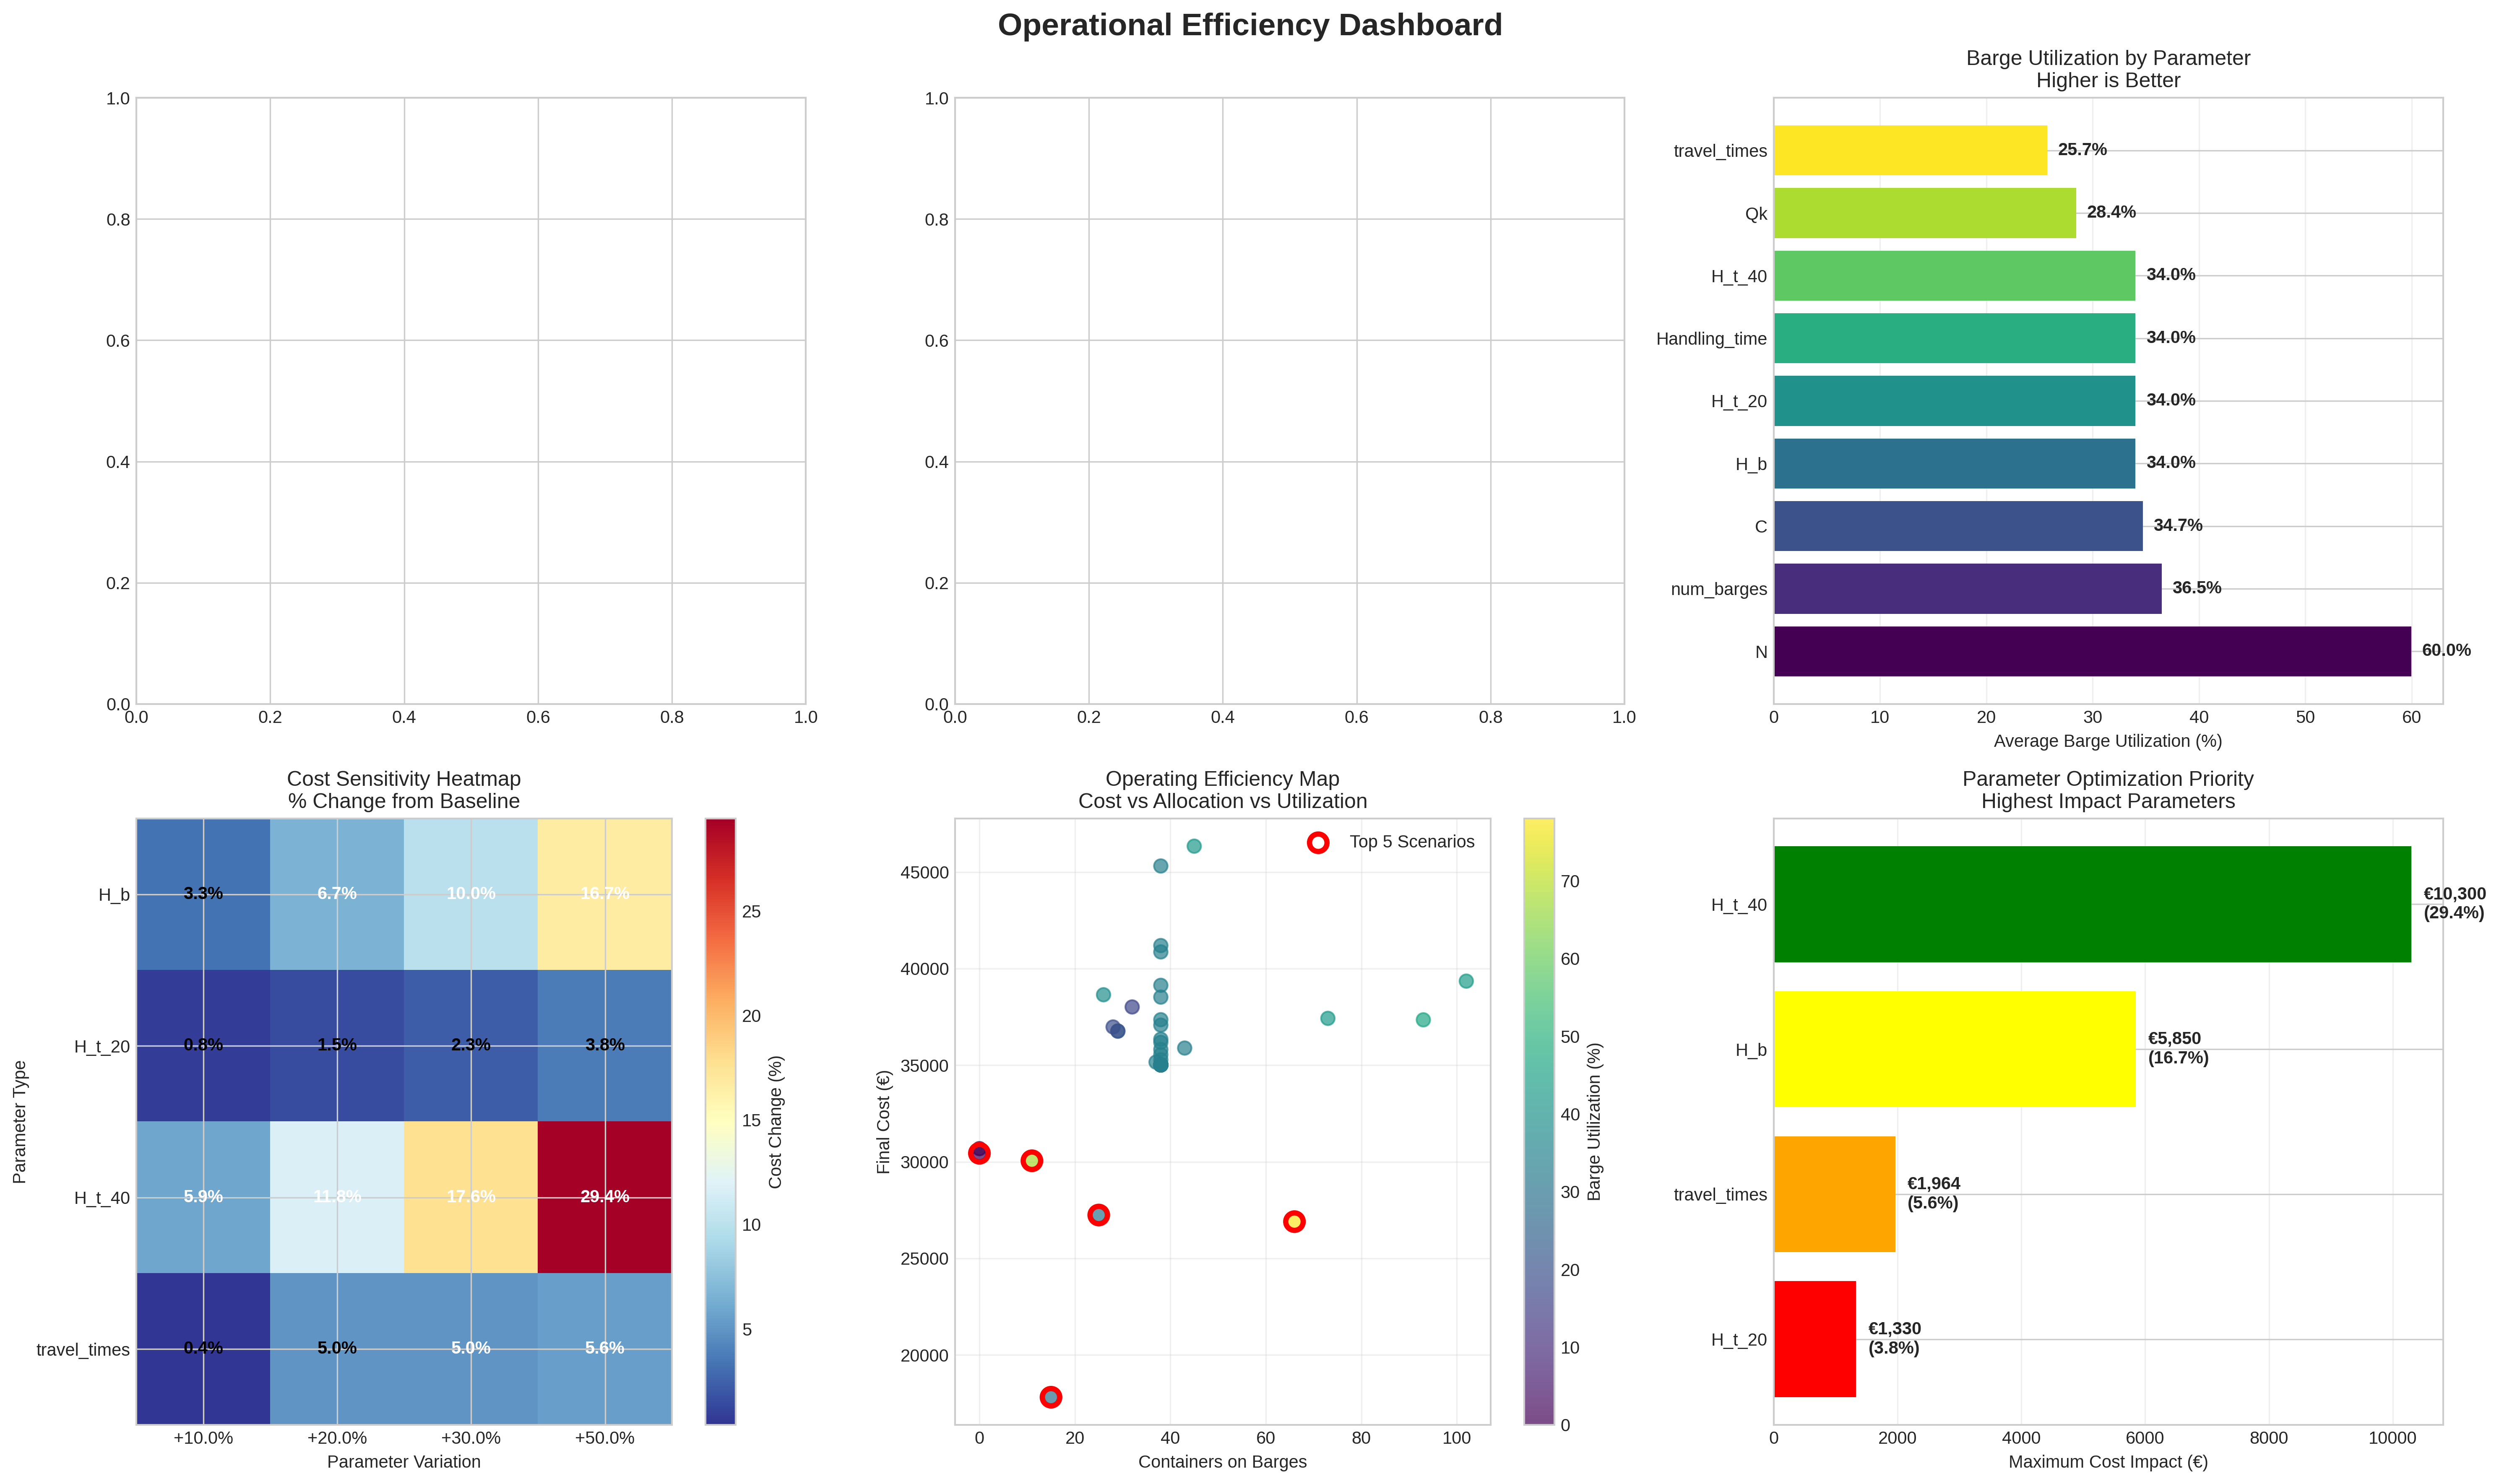 Operational Efficiency Dashboard
1.0
0.8
0.6
0.4
0.2
0.0
0.0
0.2
0.4
0.6
0.8
1.0
1.0
0.8
0.6
0.4
0.2
0.0
0.0
0.2
0.4
0.6
0.8
1.0
Barge Utilization by Parameter
Higher is Better
travel_times
25.7%
Qk
28.4%
H_t_40
34.0%
Handling_time
34.0%
H_t_20
34.0%
H_b
34.0%
C
34.7%
num_barges
36.5%
N
60.0%
0
10
20
30
40
50
60
Average Barge Utilization (%)
Cost Sensitivity Heatmap
% Change from Baseline
Parameter Type
H_b
3.3%
6.7%
10.0%
16.7%
H_t_20
0.8%
1.5%
2.3%
3.8%
H_t_40
5.9%
11.8%
17.6%
29.4%
travel_times
0.4%
5.0%
5.0%
5.6%
+10.0%
+20.0%
+30.0%
+50.0%
Parameter Variation
25
20
15
10
5
Cost Change (%)
Operating Efficiency Map
Cost vs Allocation vs Utilization
Top 5 Scenarios
Final Cost (€)
45000
40000
35000
30000
25000
20000
0
20
40
60
80
100
Containers on Barges
70
60
50
40
30
20
10
0
Barge Utilization (%)
Parameter Optimization Priority
Highest Impact Parameters
H_t_40
€10,300
(29.4%)
H_b
€5,850
(16.7%)
travel_times
€1,964
(5.6%)
H_t_20
€1,330
(3.8%)
0
2000
4000
6000
8000
10000
Maximum Cost Impact (€)